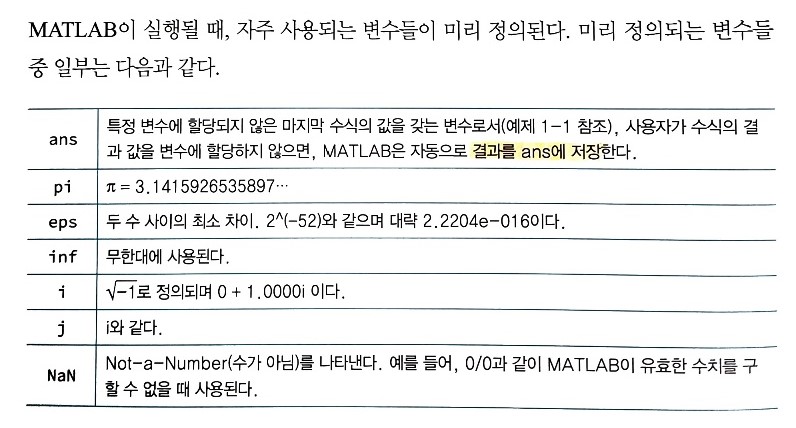 MATLAB이 실행될 때, 자주 사용되는 변수들이 미리 정의된다. 미리 정의되는 변수들
중 일부는 다음과 같다.
ans 특정 변수에 할당되지 않은 마지막 수식의 값을 갖는 변수로서(예제 1-1 참조), 사용자가 수식의 결
과 값을 변수에 할당하지 않으면, MATLAB은 자동으로 결과를 ans에 저장한다.
pi π = 3.1415926535897…
eps 두 수 사이의 최소 차이. 2^(-52)와 같으며 대략 2.2204e-016이다.
inf 무한대에 사용된다.
i √-1로 정의되며 0 + 1.0000i 이다.
j i와 같다.
NaN Not-a-Number(수가 아님)를 나타낸다. 예를 들어, 0/0과 같이 MATLAB이 유효한 수치를 구
할 수 없을 때 사용된다.